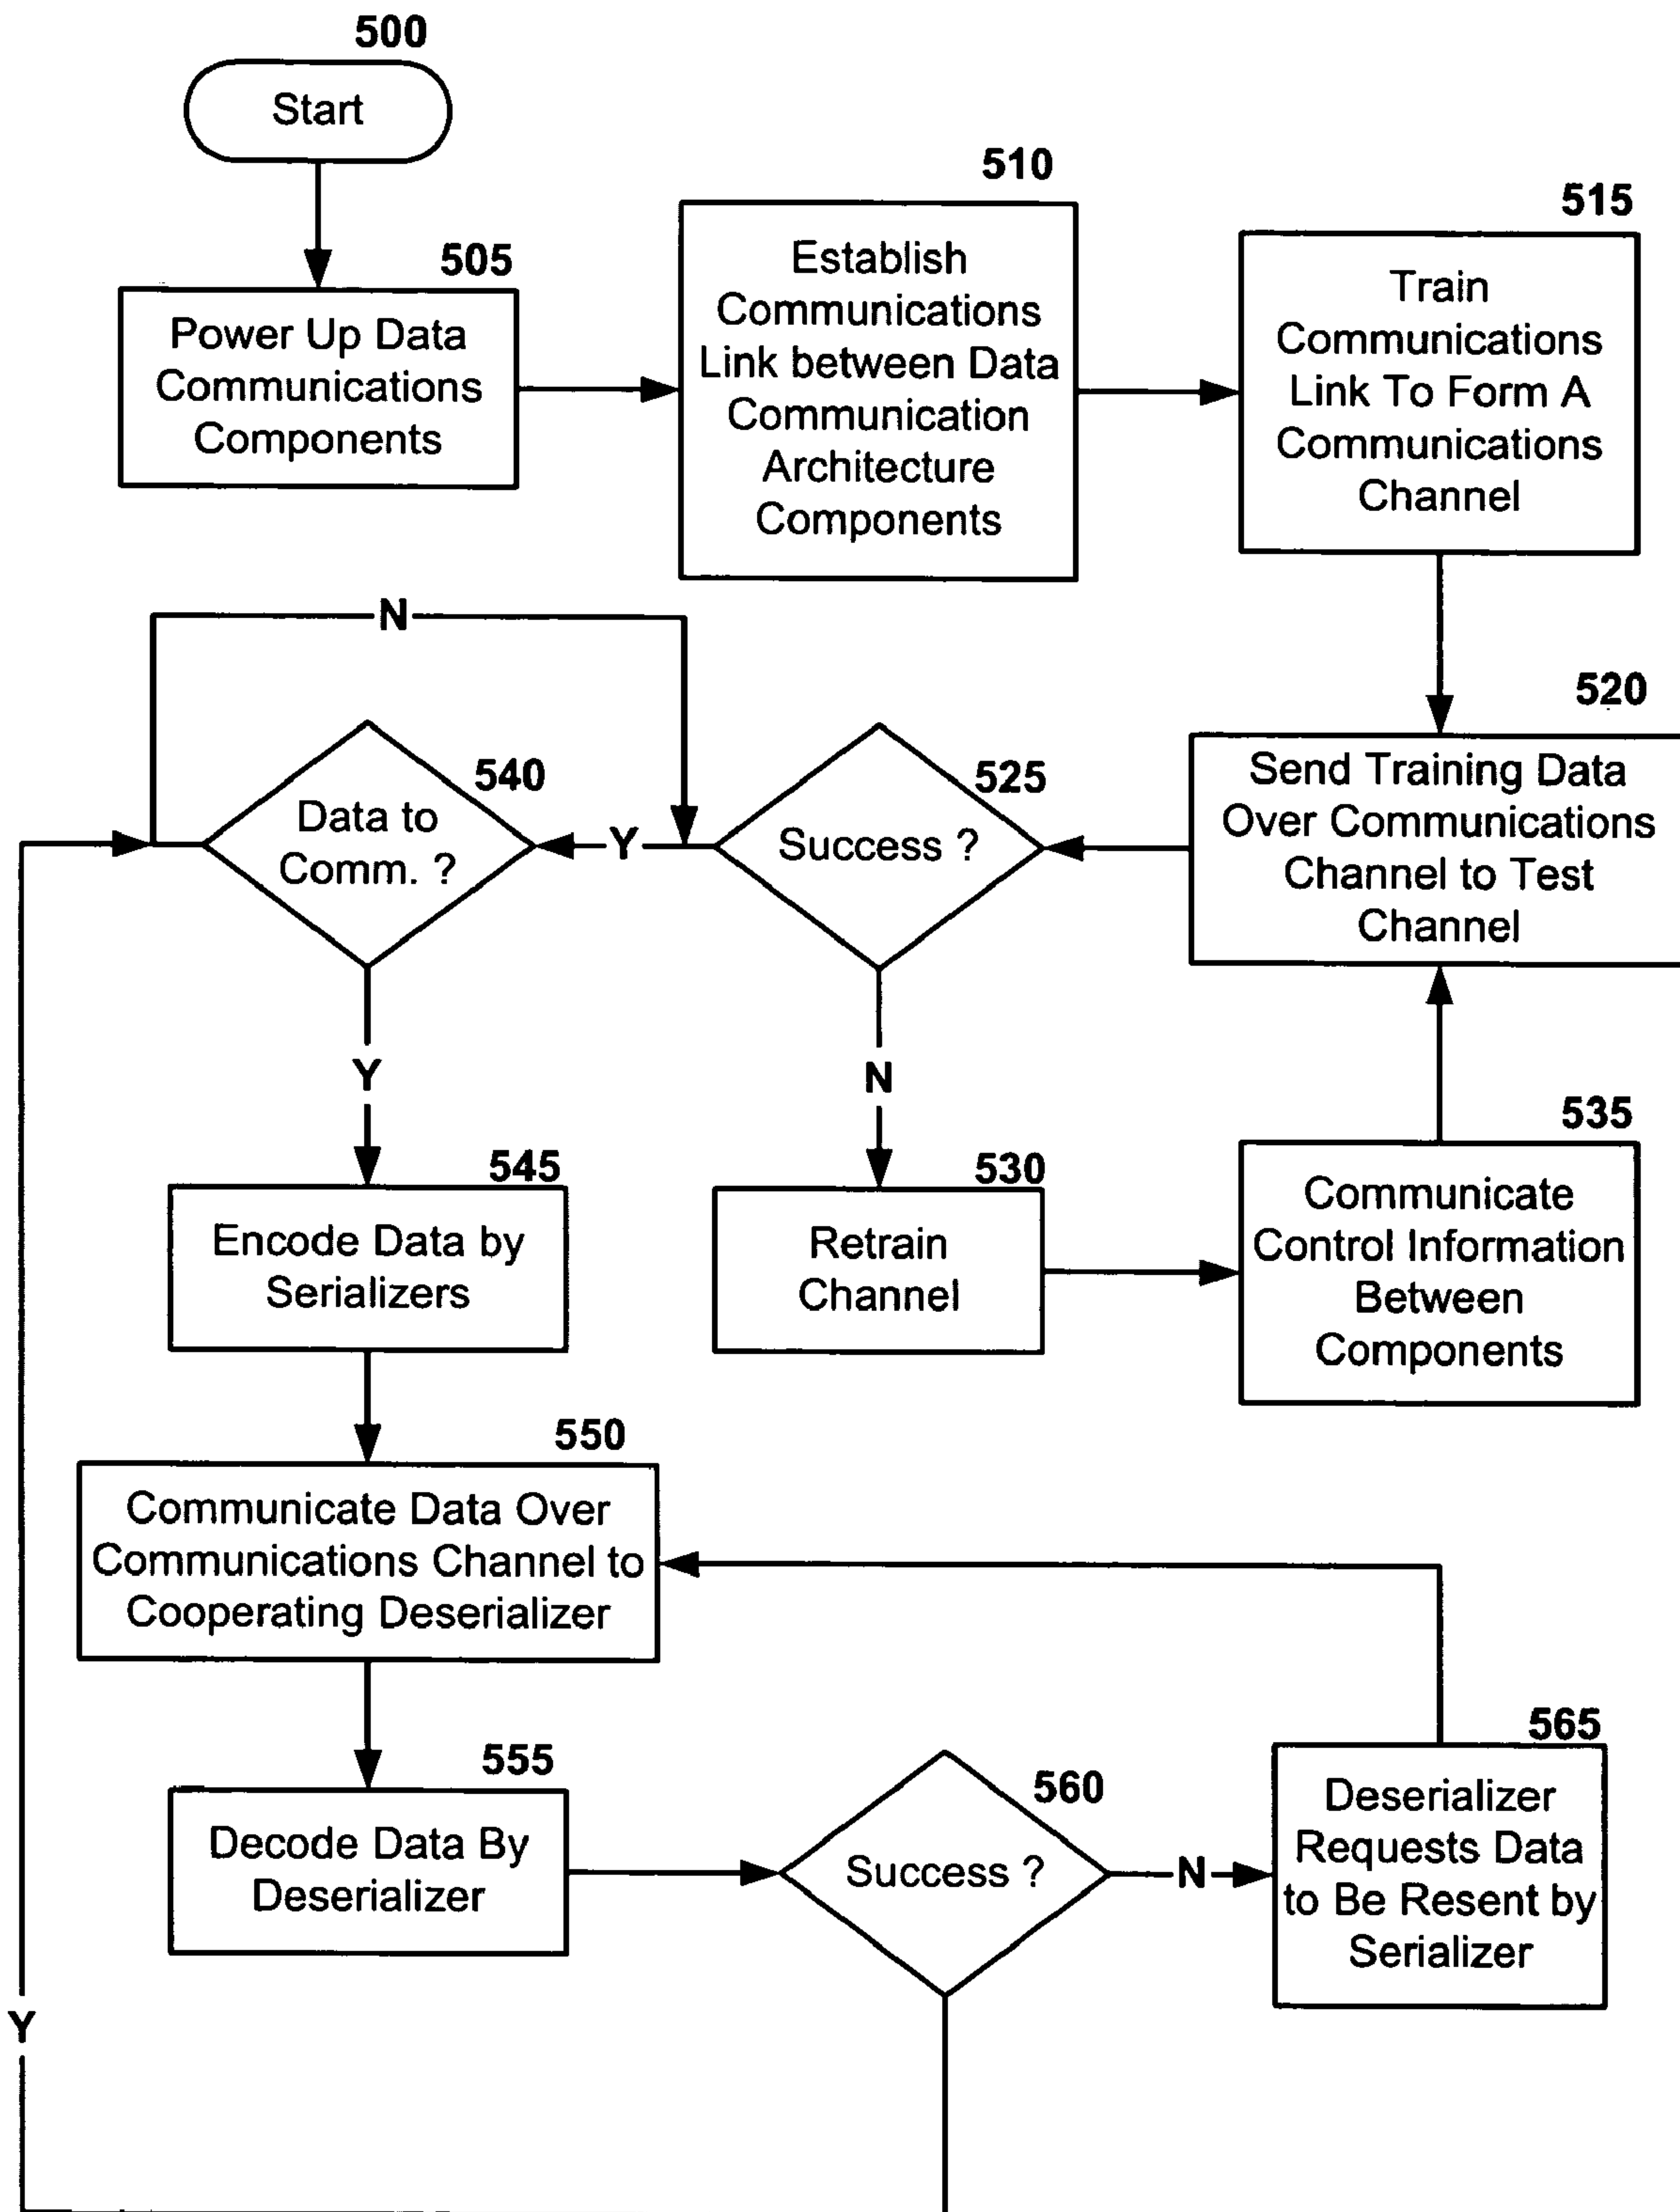 500
Start
505
Power Up Data
Communications
Components
510
Establish
Communications
Link between Data
Communication
Architecture
Components
515
Train
Communications
Link To Form A
Communications
Channel
520
Send Training Data
Over Communications
Channel to Test
Channel
525
Success ?
Y
N
530
Retrain
Channel
535
Communicate
Control Information
Between
Components
540
Data to
Comm. ?
N
Y
545
Encode Data by
Serializers
550
Communicate Data Over
Communications Channel to
Cooperating Deserializer
555
Decode Data By
Deserializer
560
Success ?
N
565
Deserializer
Requests Data
to Be Resent by
Serializer
Y